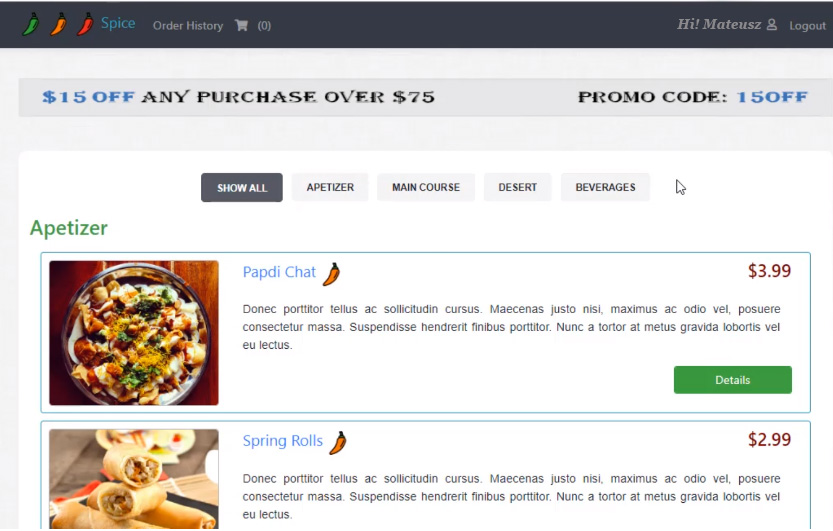 Spice Order History (0) Hi! Mateusz Logout
$15 OFF ANY PURCHASE OVER $75 PROMO CODE: 15OFF
SHOW ALL APETIZER MAIN COURSE DESERT BEVERAGES
Apetizer
Papdi Chat $3.99
Donec porttitor tellus ac sollicitudin cursus. Maecenas justo nisi, maximus ac odio vel, posuere
consectetur massa. Suspendisse hendrerit finibus porttitor. Nunc a tortor at metus gravida lobortis vel
eu lectus.
Details
Spring Rolls $2.99
Donec porttitor tellus ac sollicitudin cursus. Maecenas justo nisi, maximus ac odio vel, posuere
consectetur massa. Suspendisse hendrerit finibus porttitor. Nunc a tortor at metus gravida lobortis vel
eu lectus.